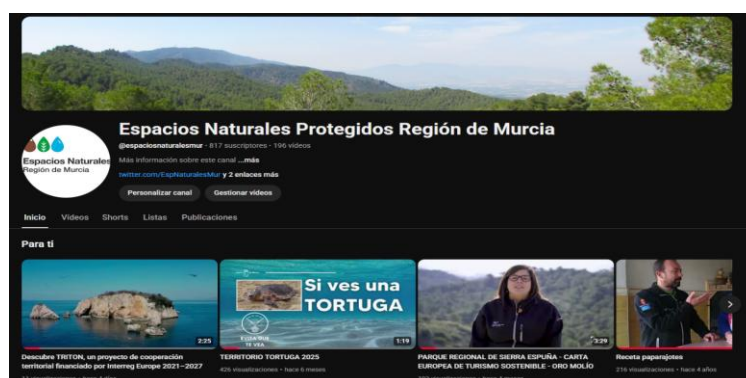 Espacios Naturales
Región de Murcia
Espacios Naturales Protegidos Región de Murcia
@espaciosnaturalesmur · 817 suscriptores · 196 vídeos
Más información sobre este canal ...más
twitter.com/EspNaturalesMur y 2 enlaces más
Personalizar canal
Gestionar vídeos
Inicio
Vídeos
Shorts
Listas
Publicaciones
Para ti
2:25
Si ves una
TORTUGA
1:19
3:29
Descubre TRITON, un proyecto de cooperación
territorial financiado por Interreg Europe 2021–2027
TERRITORIO TORTUGA 2025
426 visualizaciones · hace 6 meses
PARQUE REGIONAL DE SIERRA ESPUÑA - CARTA
EUROPEA DE TURISMO SOSTENIBLE - ORO MOLÍO
Receta paparajotes
216 visualizaciones · hace 4 años